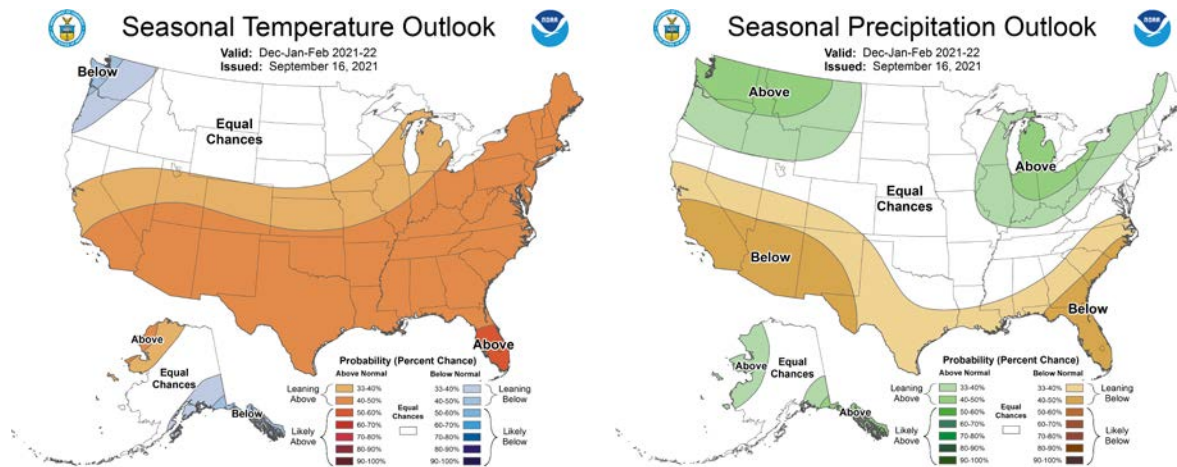 Seasonal Temperature Outlook
NOAA
Valid: Dec-Jan-Feb 2021-22
Issued: September 16, 2021
Below
Equal
Chances
Above
Above
Equal
Chances
Below
Probability (Percent Chance)
Above Normal
Below Normal
Leaning
Above
33-40%
40-50%
Likely
Above
50-60%
60-70%
70-80%
80-90%
90-100%
Equal
Chances
33-40%
40-50%
Leaning
Below
50-60%
60-70%
70-80%
80-90%
90-100%
Likely
Below
Seasonal Precipitation Outlook
NOAA
Valid: Dec-Jan-Feb 2021-22
Issued: September 16, 2021
Above
Above
Equal
Chances
Below
Below
Above
Equal
Chances
Above
Probability (Percent Chance)
Above Normal
Below Normal
Leaning
Above
33-40%
40-50%
Likely
Above
50-60%
60-70%
70-80%
80-90%
90-100%
Equal
Chances
33-40%
40-50%
Leaning
Below
50-60%
60-70%
70-80%
80-90%
90-100%
Likely
Below